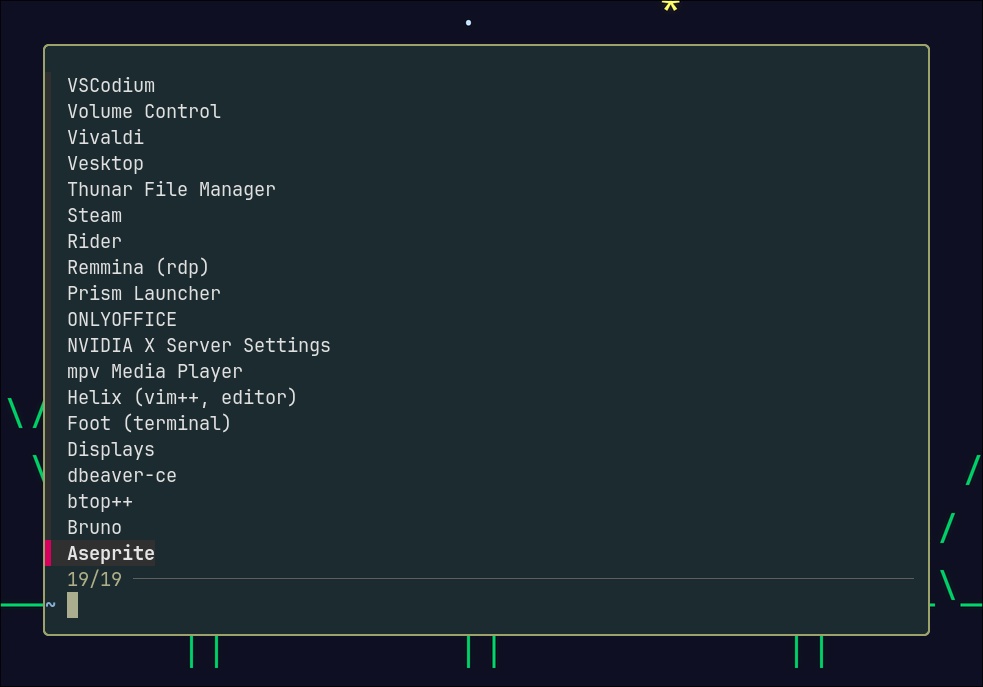 VSCodium
Volume Control
Vivaldi
Vesktop
Thunar File Manager
Steam
Rider
Remmina (rdp)
Prism Launcher
ONLYOFFICE
NVIDIA X Server Settings
mpv Media Player
Helix (vim++, editor)
Foot (terminal)
Displays
dbeaver-ce
btop++
Bruno
Aseprite
19/19
~